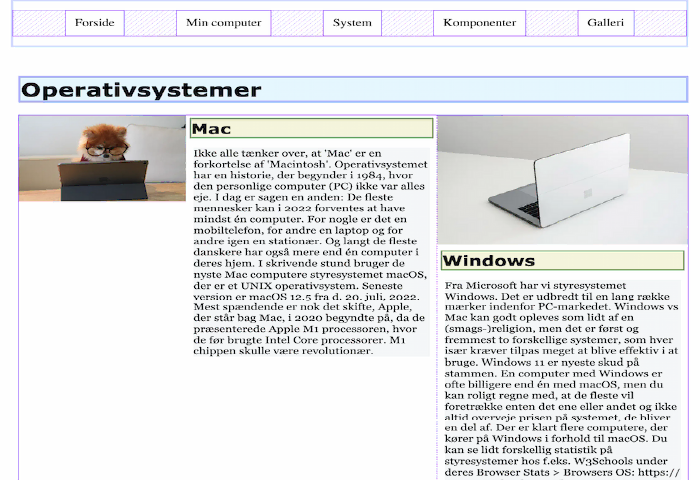 Forside
Min computer
System
Komponenter
Galleri
Operativsystemer
Mac
Ikke alle tænker over, at 'Mac' er en
forkortelse af 'Macintosh'. Operativsystemet
har en historie, der begynder i 1984, hvor
den personlige computer (PC) ikke var alles
eje. I dag er sagen en anden: De fleste
mennesker kan i 2022 forventes at have
mindst én computer. For nogle er det en
mobiltelefon, for andre en laptop og for
andre igen en stationær. Og langt de fleste
danskere har også mere end én computer i
deres hjem. I skrivende stund bruger de
nyste Mac computere styresystemet macOS,
der er et UNIX operativsystem. Seneste
version er macOS 12.5 fra d. 20. juli, 2022.
Mest spændende er nok det skifte, Apple,
der står bag Mac, i 2020 begyndte på, da de
præsenterede Apple M1 processoren, hvor
de før brugte Intel Core processorer. M1
chippen skulle være revolutionær.
Windows
Fra Microsoft har vi styresystemet
Windows. Det er udbredt til en lang række
mærker indenfor PC-markedet. Windows vs
Mac kan godt opleves som lidt af en
(smags-)religion, men det er først og
fremmest to forskellige systemer, som hver
især kræver tilpas meget at blive effektiv i at
bruge. Windows 11 er nyeste skud på
stammen. En computer med Windows er
ofte billigere end én med macOS, men du
kan roligt regne med, at de fleste vil
foretrække enten det ene eller andet og ikke
altid overveje prisen på systemet, de bliver
en del af. Der er klart flere computere, der
kører på Windows i forhold til macOS. Du
kan se lidt forskellig statistik på
styresystemer hos f.eks. W3Schools under
deres Browser Stats > Browsers OS: https://